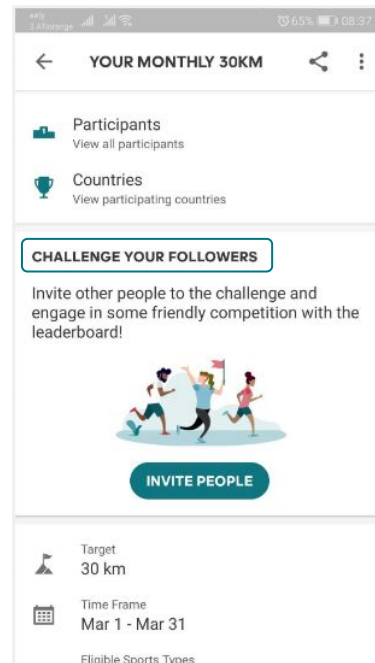 65% 08:37
YOUR MONTHLY 30KM
Participants
View all participants
Countries
View participating countries
CHALLENGE YOUR FOLLOWERS
Invite other people to the challenge and
engage in some friendly competition with the
leaderboard!
INVITE PEOPLE
Target
30 km
Time Frame
Mar 1 - Mar 31
Eligible Sports Types